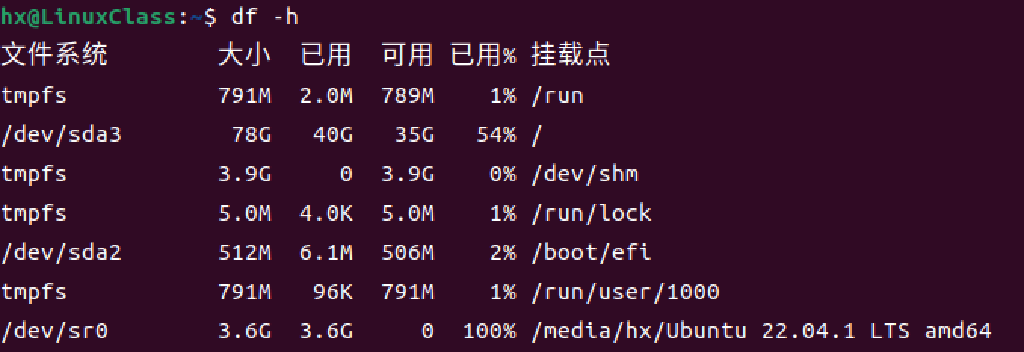 hx@LinuxClass:~$ df -h
文件系统        大小  已用  可用 已用% 挂载点
tmpfs           791M  2.0M  789M    1% /run
/dev/sda3        78G   40G   35G   54% /
tmpfs           3.9G     0  3.9G    0% /dev/shm
tmpfs           5.0M  4.0K  5.0M    1% /run/lock
/dev/sda2       512M  6.1M  506M    2% /boot/efi
tmpfs           791M   96K  791M    1% /run/user/1000
/dev/sr0        3.6G  3.6G     0  100% /media/hx/Ubuntu 22.04.1 LTS amd64